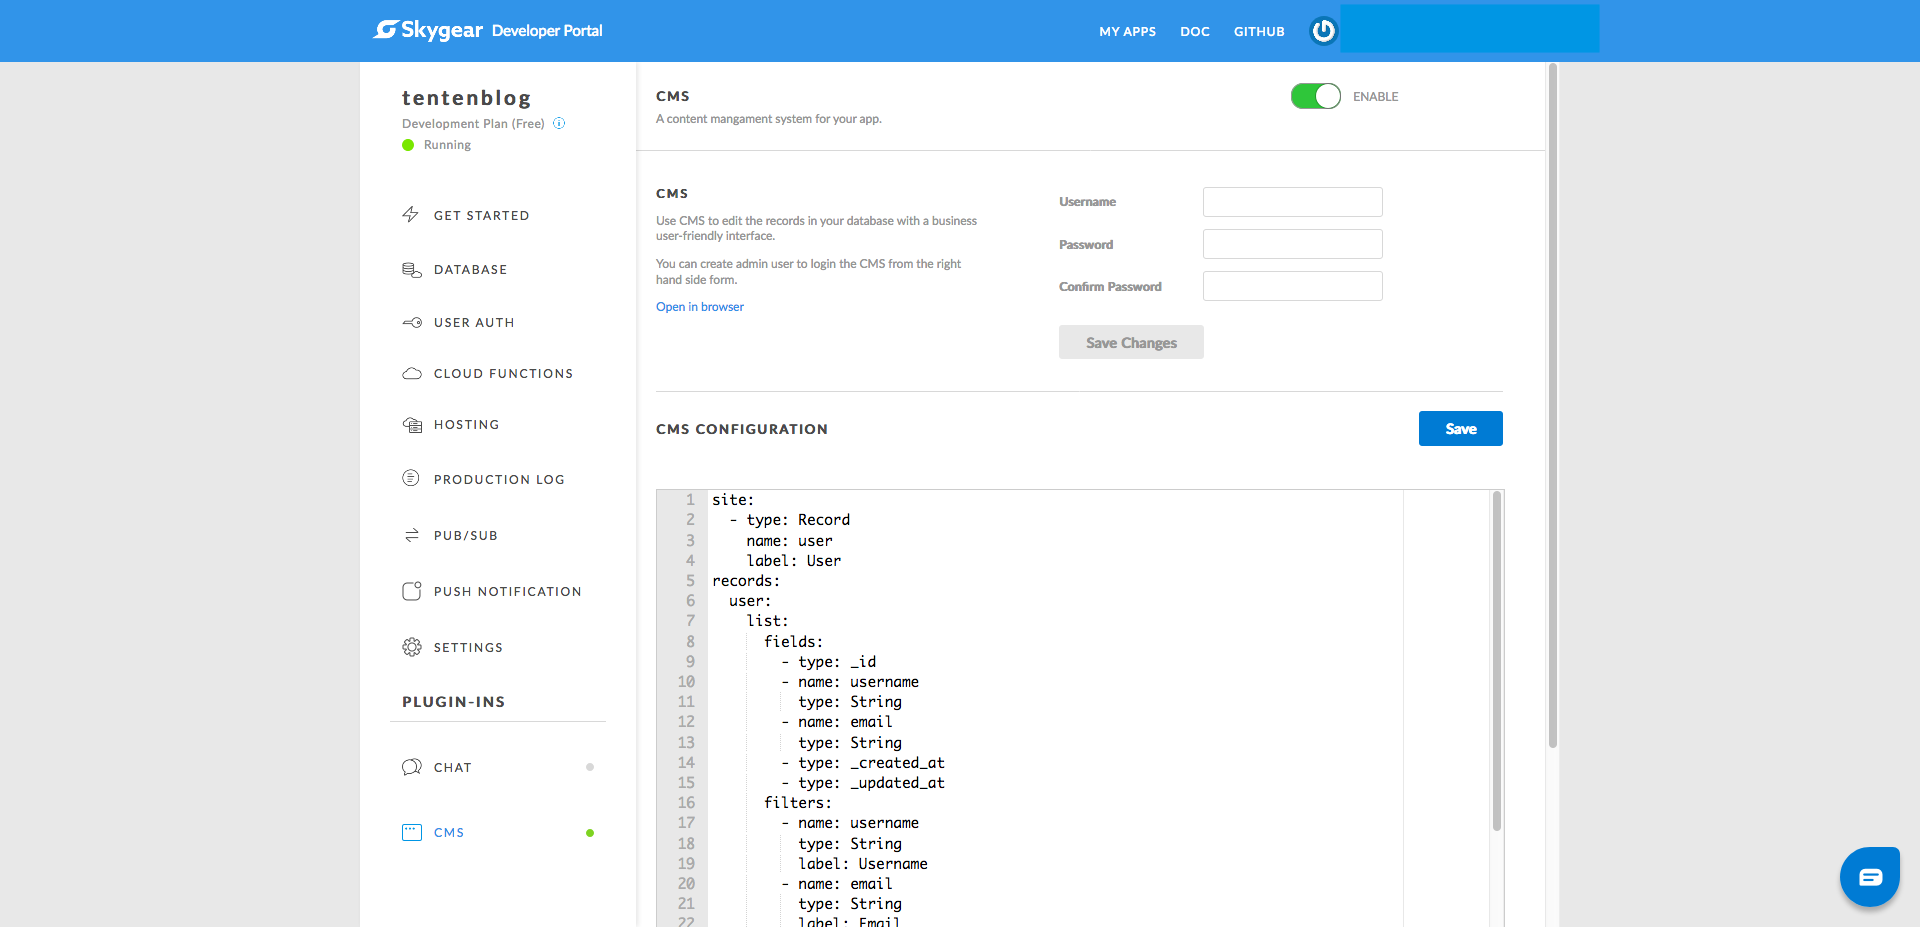 Skygear Developer Portal
MY APPS DOC GITHUB
tentenblog
Development Plan (Free)
Running
GET STARTED
DATABASE
USER AUTH
CLOUD FUNCTIONS
HOSTING
PRODUCTION LOG
PUB/SUB
PUSH NOTIFICATION
SETTINGS
PLUGIN-INS
CHAT
CMS
CMS
A content mangament system for your app.
ENABLE
CMS
Use CMS to edit the records in your database with a business
user-friendly interface.
You can create admin user to login the CMS from the right
hand side form.
Open in browser
Username
Password
Confirm Password
Save Changes
CMS CONFIGURATION
Save
1 site:
2   - type: Record
3     name: user
4     label: User
5 records:
6   user:
7     list:
8       fields:
9         - type: _id
10         - name: username
11           type: String
12         - name: email
13           type: String
14         - type: _created_at
15         - type: _updated_at
16       filters:
17         - name: username
18           type: String
19           label: Username
20         - name: email
21           type: String
22           label: Email